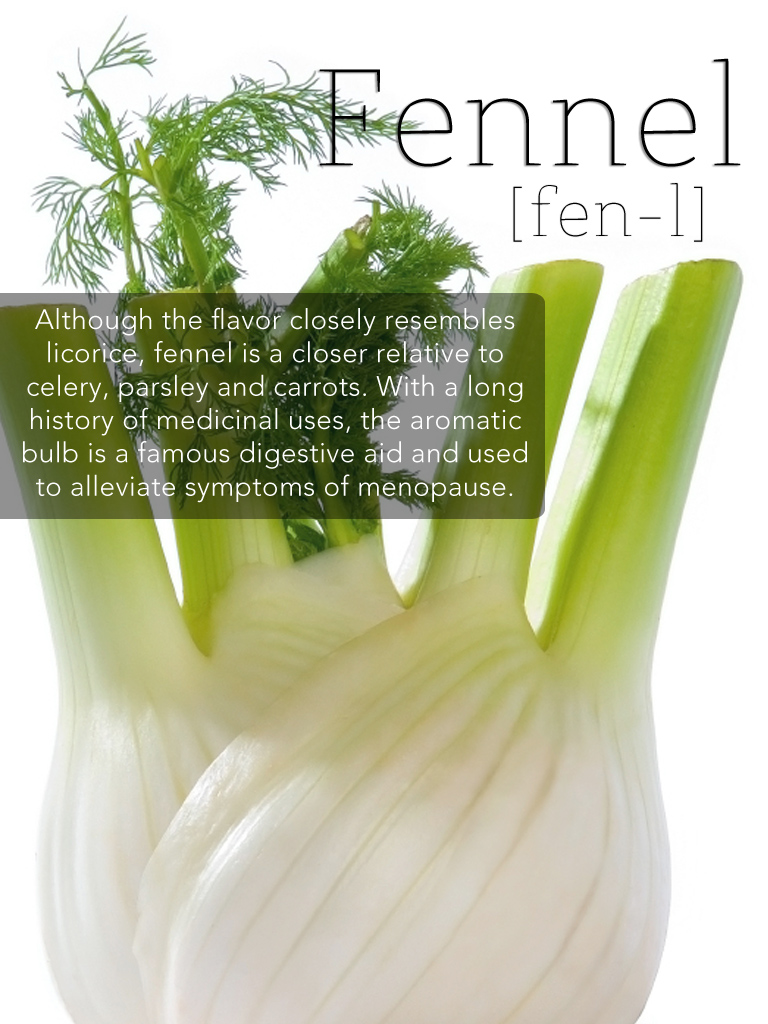 Fennel
[fen-l]
Although the flavor closely resembles
licorice, fennel is a closer relative to
celery, parsley and carrots. With a long
history of medicinal uses, the aromatic
bulb is a famous digestive aid and used
to alleviate symptoms of menopause.